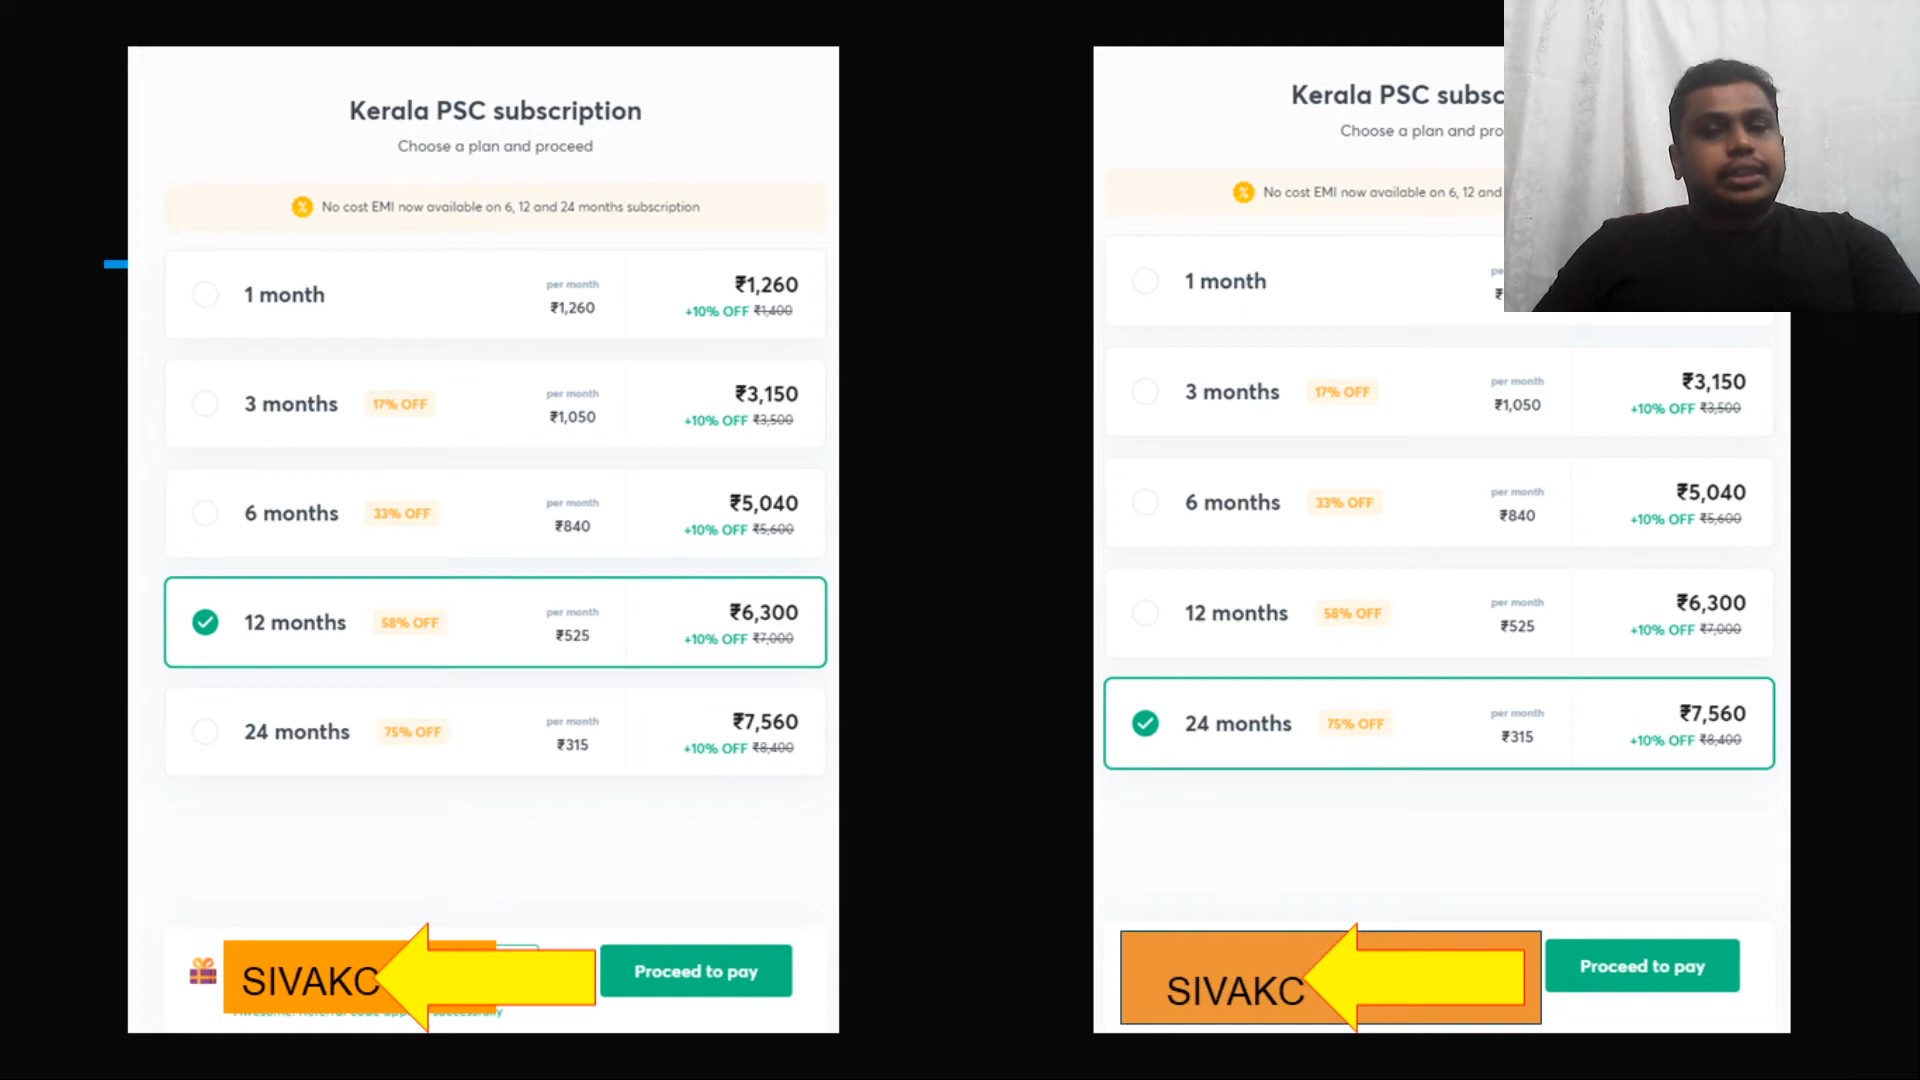 Kerala PSC subscription
Choose a plan and proceed
No cost EMI now available on 6, 12 and 24 months subscription
1 month
per month
₹1,260
₹1,260
+10% OFF ₹1,400
3 months
17% OFF
per month
₹1,050
₹3,150
+10% OFF ₹3,500
6 months
33% OFF
per month
₹840
₹5,040
+10% OFF ₹5,600
12 months
58% OFF
per month
₹525
₹6,300
+10% OFF ₹7,000
24 months
75% OFF
per month
₹315
₹7,560
+10% OFF ₹8,400
SIVAKC
Proceed to pay
Kerala PSC subsc
Choose a plan and pro
No cost EMI now available on 6, 12 and
1 month
pe
₹
3 months
17% OFF
per month
₹1,050
₹3,150
+10% OFF ₹3,500
6 months
33% OFF
per month
₹840
₹5,040
+10% OFF ₹5,600
12 months
58% OFF
per month
₹525
₹6,300
+10% OFF ₹7,000
24 months
75% OFF
per month
₹315
₹7,560
+10% OFF ₹8,400
SIVAKC
Proceed to pay